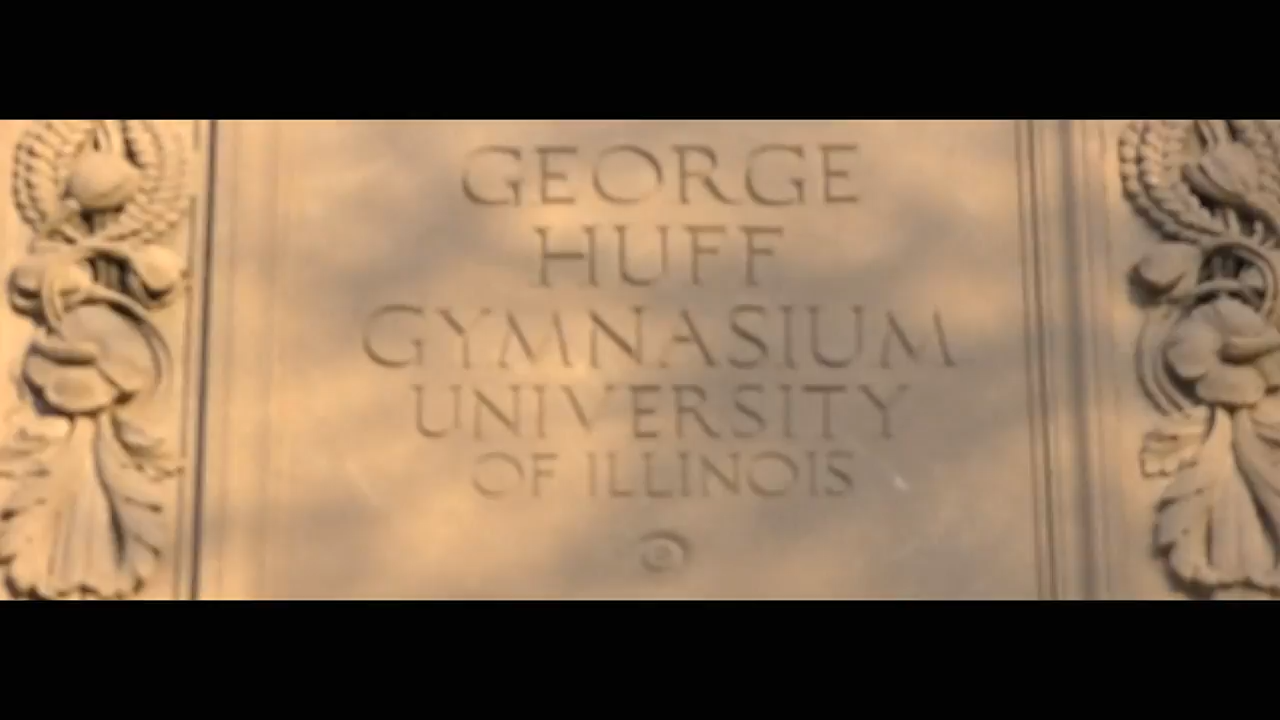 GEORGE
HUFF
GYMNASIUM
UNIVERSITY
OF ILLINOIS